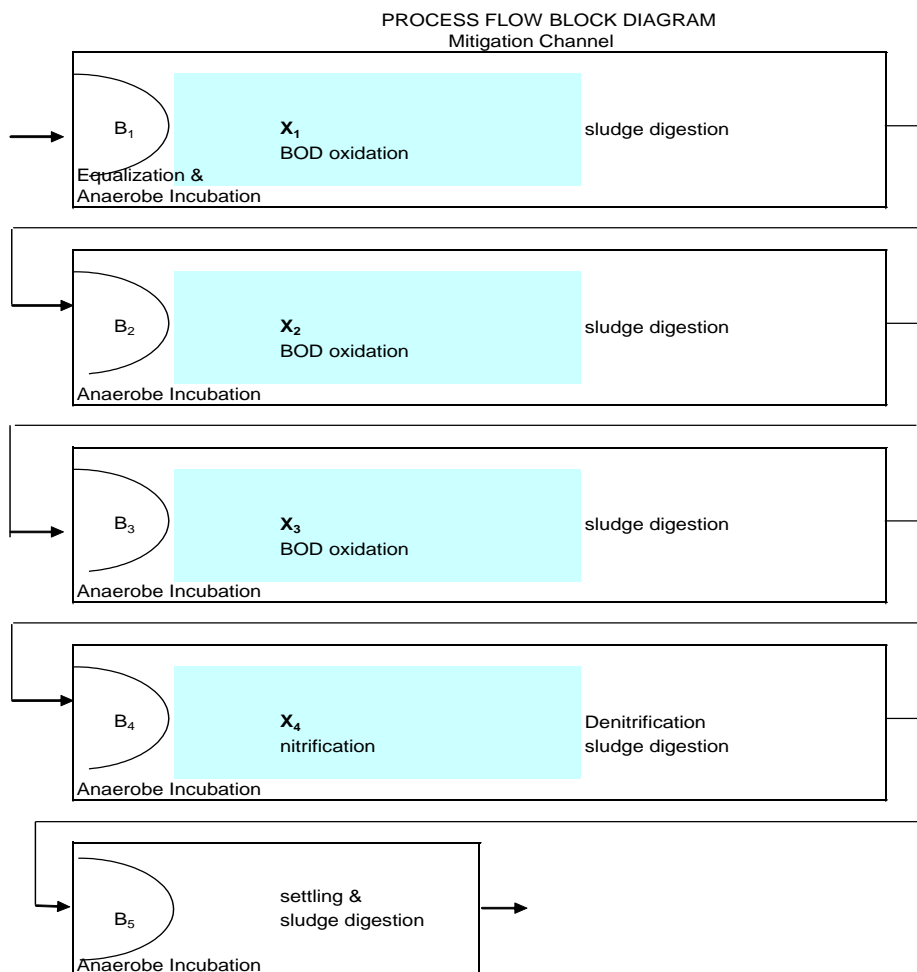 PROCESS FLOW BLOCK DIAGRAM
Mitigation Channel
B₁
X₁
BOD oxidation
sludge digestion
Equalization &
Anaerobe Incubation
B₂
X₂
BOD oxidation
sludge digestion
Anaerobe Incubation
B₃
X₃
BOD oxidation
sludge digestion
Anaerobe Incubation
B₄
X₄
nitrification
Denitrification
sludge digestion
Anaerobe Incubation
B₅
settling &
sludge digestion
Anaerobe Incubation